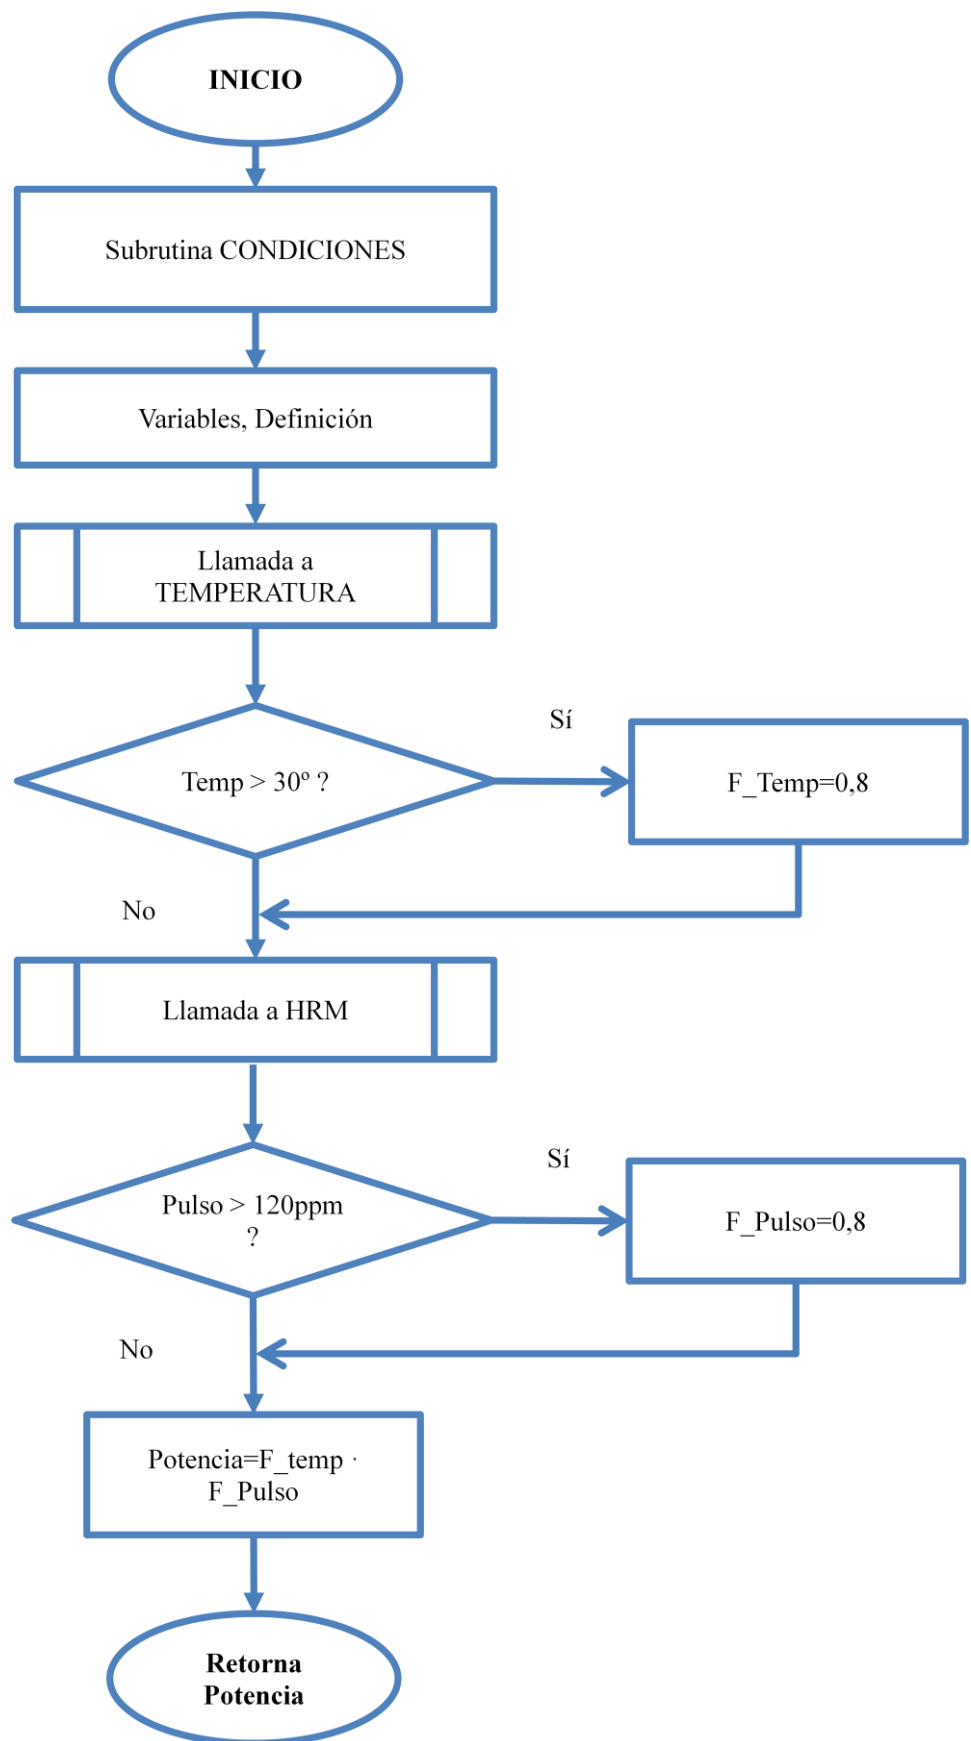 INICIO
Subrutina CONDICIONES
Variables, Definición
Llamada a
TEMPERATURA
Sí
Temp > 30º ?
F_Temp=0,8
No
Llamada a HRM
Sí
Pulso > 120ppm
?
F_Pulso=0,8
No
Potencia=F_temp ·
F_Pulso
Retorna
Potencia